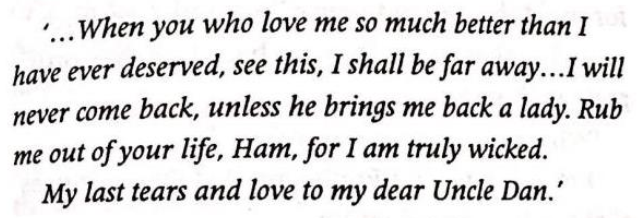 ‘…When you who love me so much better than I
have ever deserved, see this, I shall be far away…I will
never come back, unless he brings me back a lady. Rub
me out of your life, Ham, for I am truly wicked.
My last tears and love to my dear Uncle Dan.’